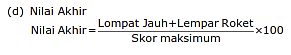 (d) Nilai Akhir
Nilai Akhir=Lompat Jauh+Lempar Roket/Skor maksimum×100